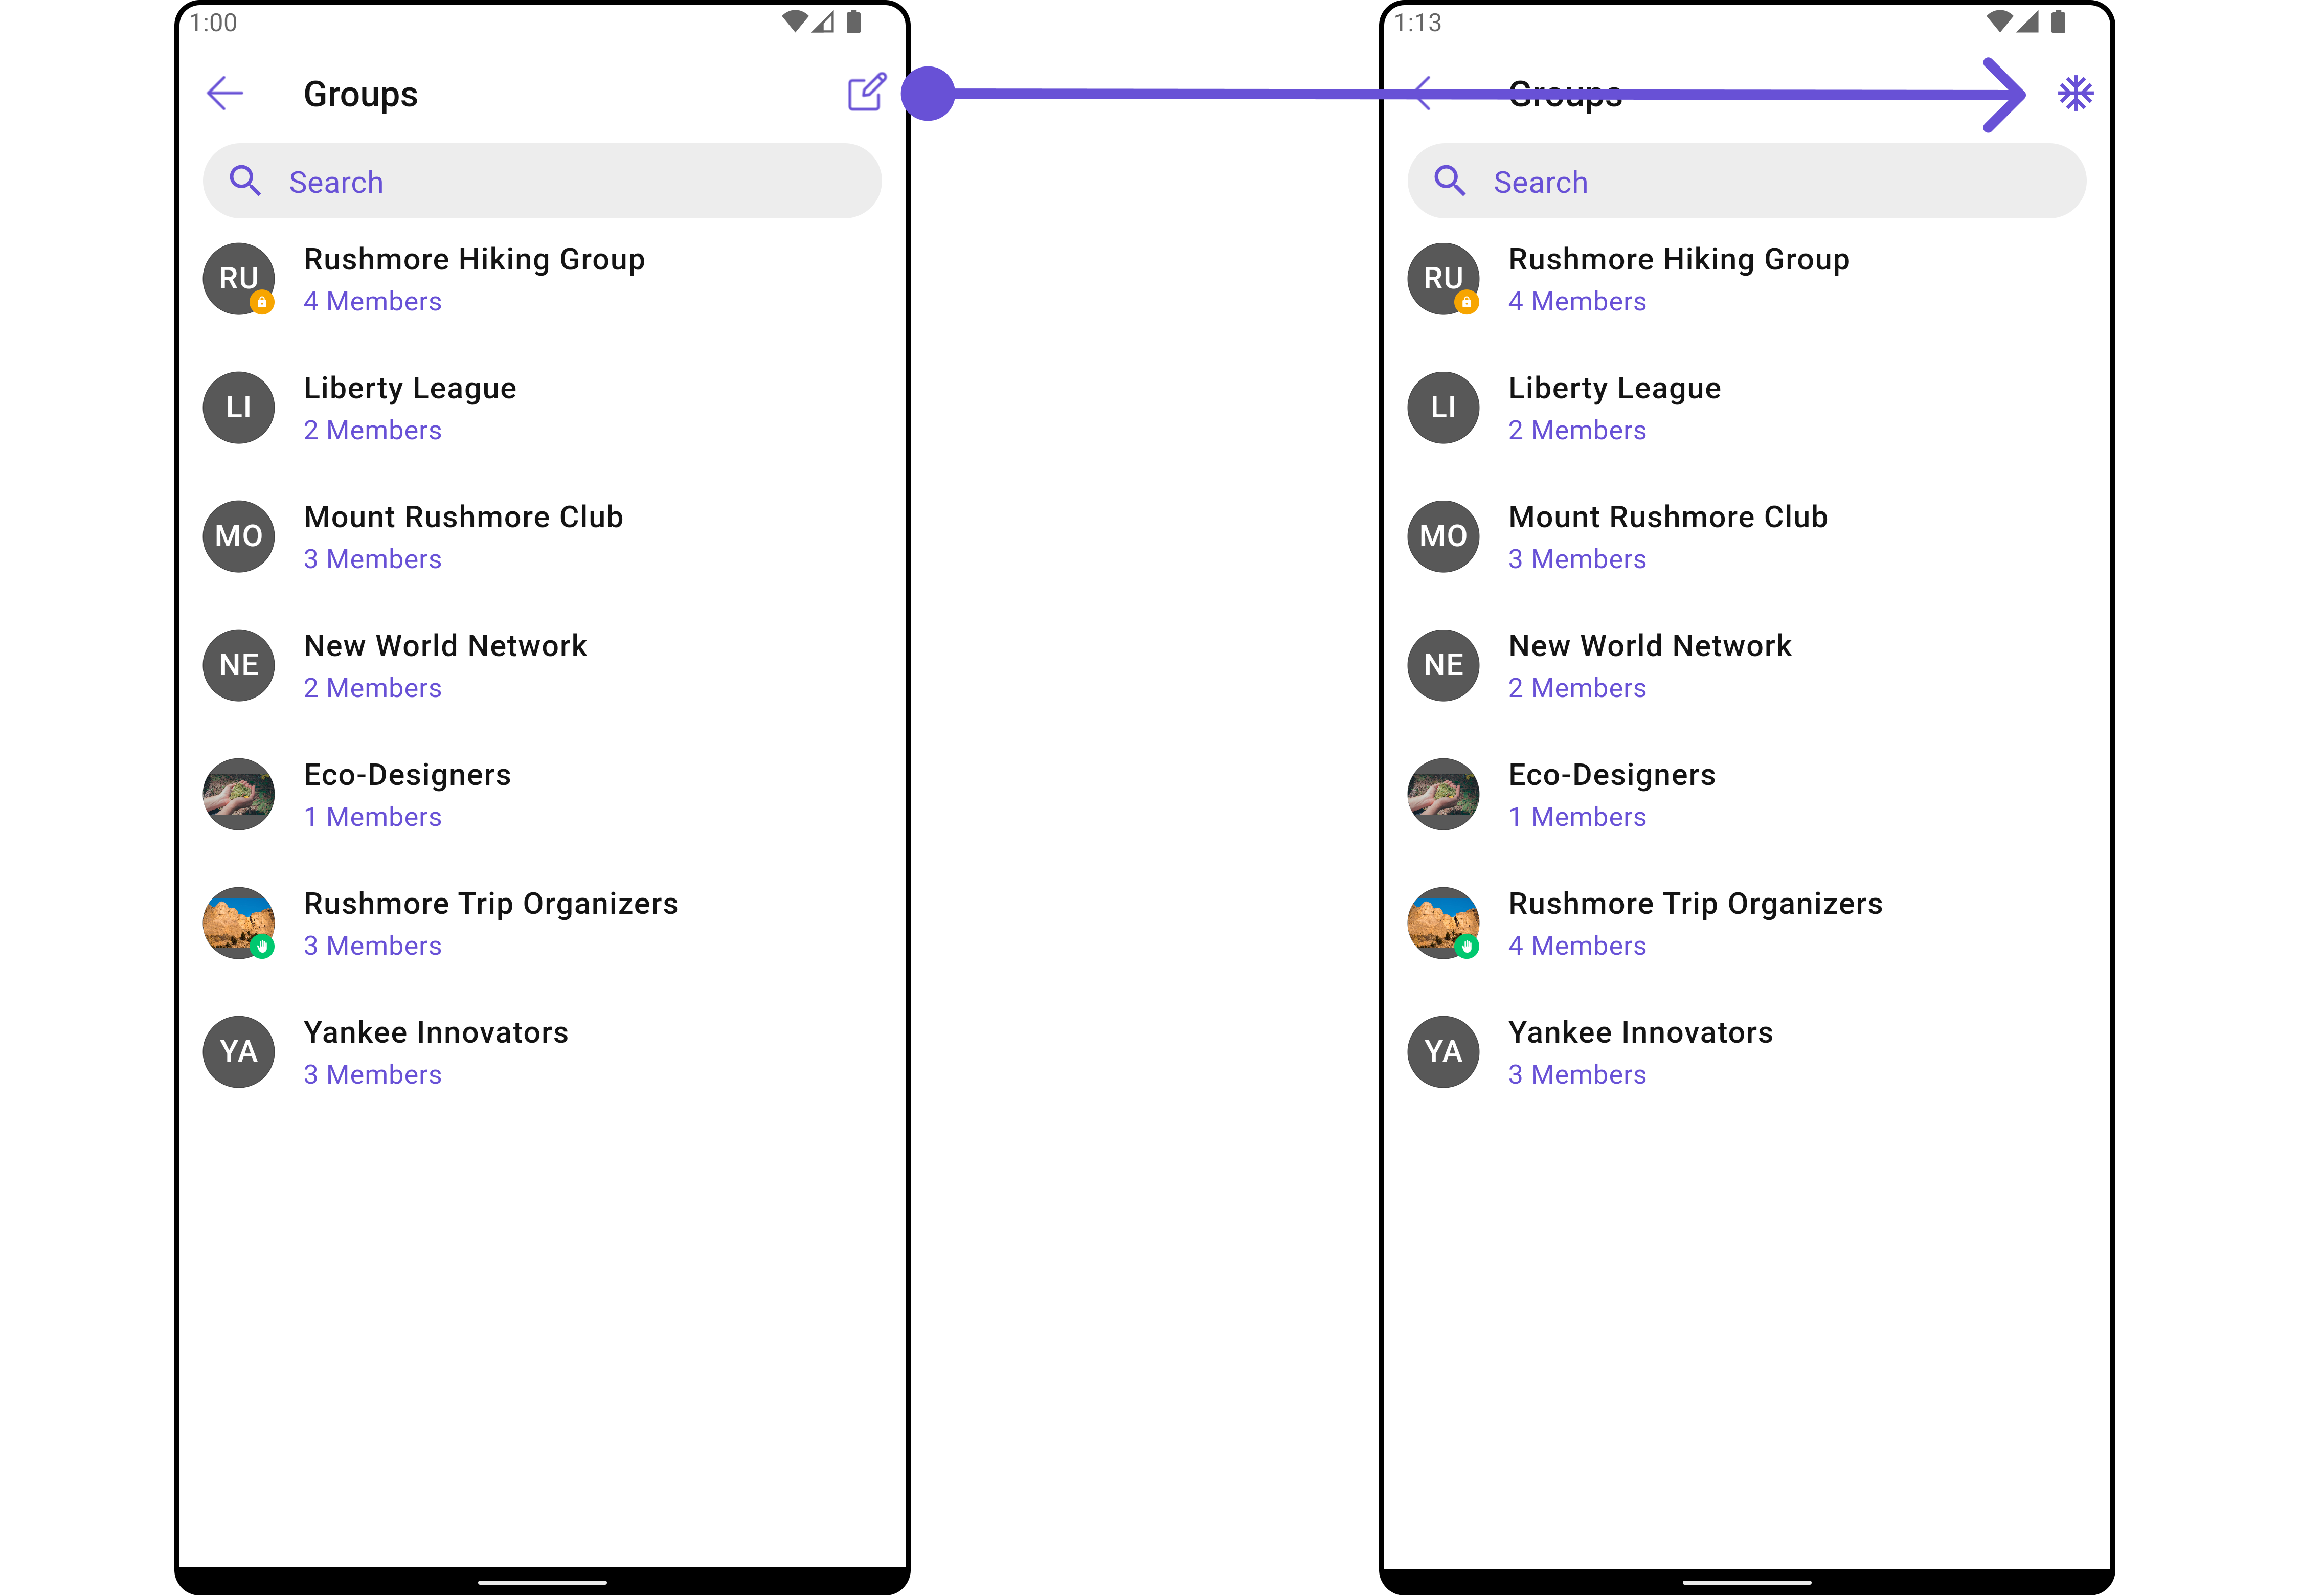 1:00
Groups
Search
RU
Rushmore Hiking Group
4 Members
LI
Liberty League
2 Members
MO
Mount Rushmore Club
3 Members
NE
New World Network
2 Members
Eco-Designers
1 Members
Rushmore Trip Organizers
3 Members
YA
Yankee Innovators
3 Members
1:13
Groups
Search
RU
Rushmore Hiking Group
4 Members
LI
Liberty League
2 Members
MO
Mount Rushmore Club
3 Members
NE
New World Network
2 Members
Eco-Designers
1 Members
Rushmore Trip Organizers
4 Members
YA
Yankee Innovators
3 Members